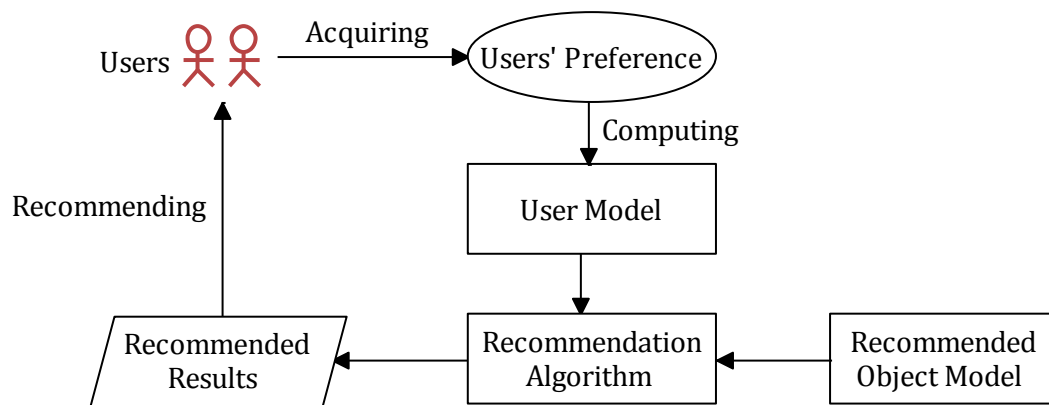 Users
Acquiring
Users' Preference
Computing
User Model
Recommending
Recommended
Results
Recommendation
Algorithm
Recommended
Object Model